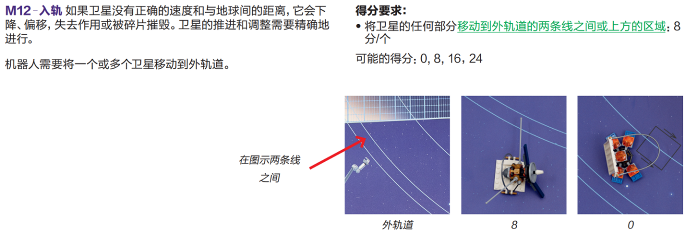 M12-入轨 如果卫星没有正确的速度和与地球间的距离，它会下
降、偏移，失去作用或被碎片摧毁。卫星的推进和调整需要精确地
进行。
机器人需要将一个或多个卫星移动到外轨道。
得分要求：
• 将卫星的任何部分移动到外轨道的两条线之间或上方的区域：8
分/个
可能的得分：0, 8, 16, 24
在图示两条线
之间
外轨道
8
0